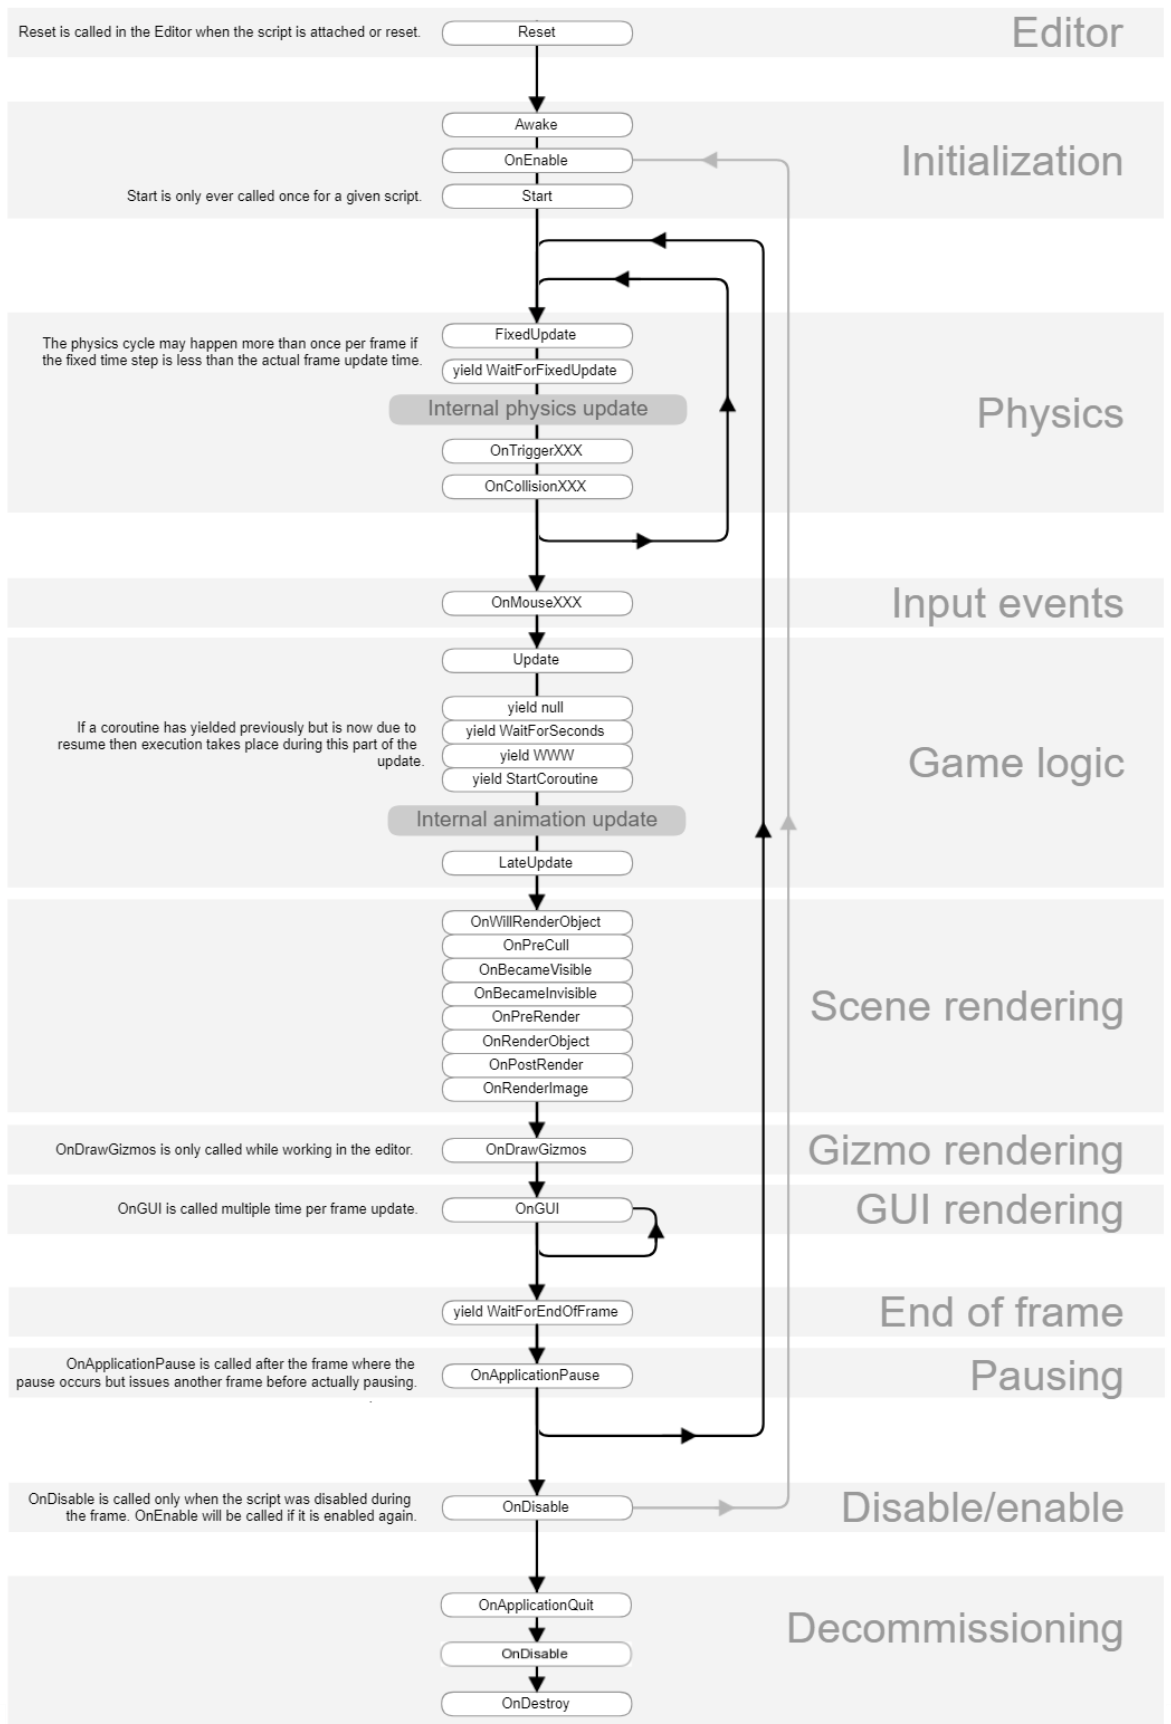 Reset is called in the Editor when the script is attached or reset.
Reset
Editor
Awake
OnEnable
Initialization
Start is only ever called once for a given script.
Start
The physics cycle may happen more than once per frame if
the fixed time step is less than the actual frame update time.
FixedUpdate
yield WaitForFixedUpdate
Internal physics update
Physics
OnTriggerXXX
OnCollisionXXX
OnMouseXXX
Input events
Update
If a coroutine has yielded previously but is now due to
resume then execution takes place during this part of the
update.
yield null
yield WaitForSeconds
yield WWW
yield StartCoroutine
Game logic
Internal animation update
LateUpdate
OnWillRenderObject
OnPreCull
OnBecameVisible
OnBecameInvisible
OnPreRender
OnRenderObject
OnPostRender
OnRenderImage
Scene rendering
OnDrawGizmos is only called while working in the editor.
OnDrawGizmos
Gizmo rendering
OnGUI is called multiple time per frame update.
OnGUI
GUI rendering
yield WaitForEndOfFrame
End of frame
OnApplicationPause is called after the frame where the
pause occurs but issues another frame before actually pausing.
OnApplicationPause
Pausing
OnDisable is called only when the script was disabled during
the frame. OnEnable will be called if it is enabled again.
OnDisable
Disable/enable
OnApplicationQuit
Decommissioning
OnDisable
OnDestroy